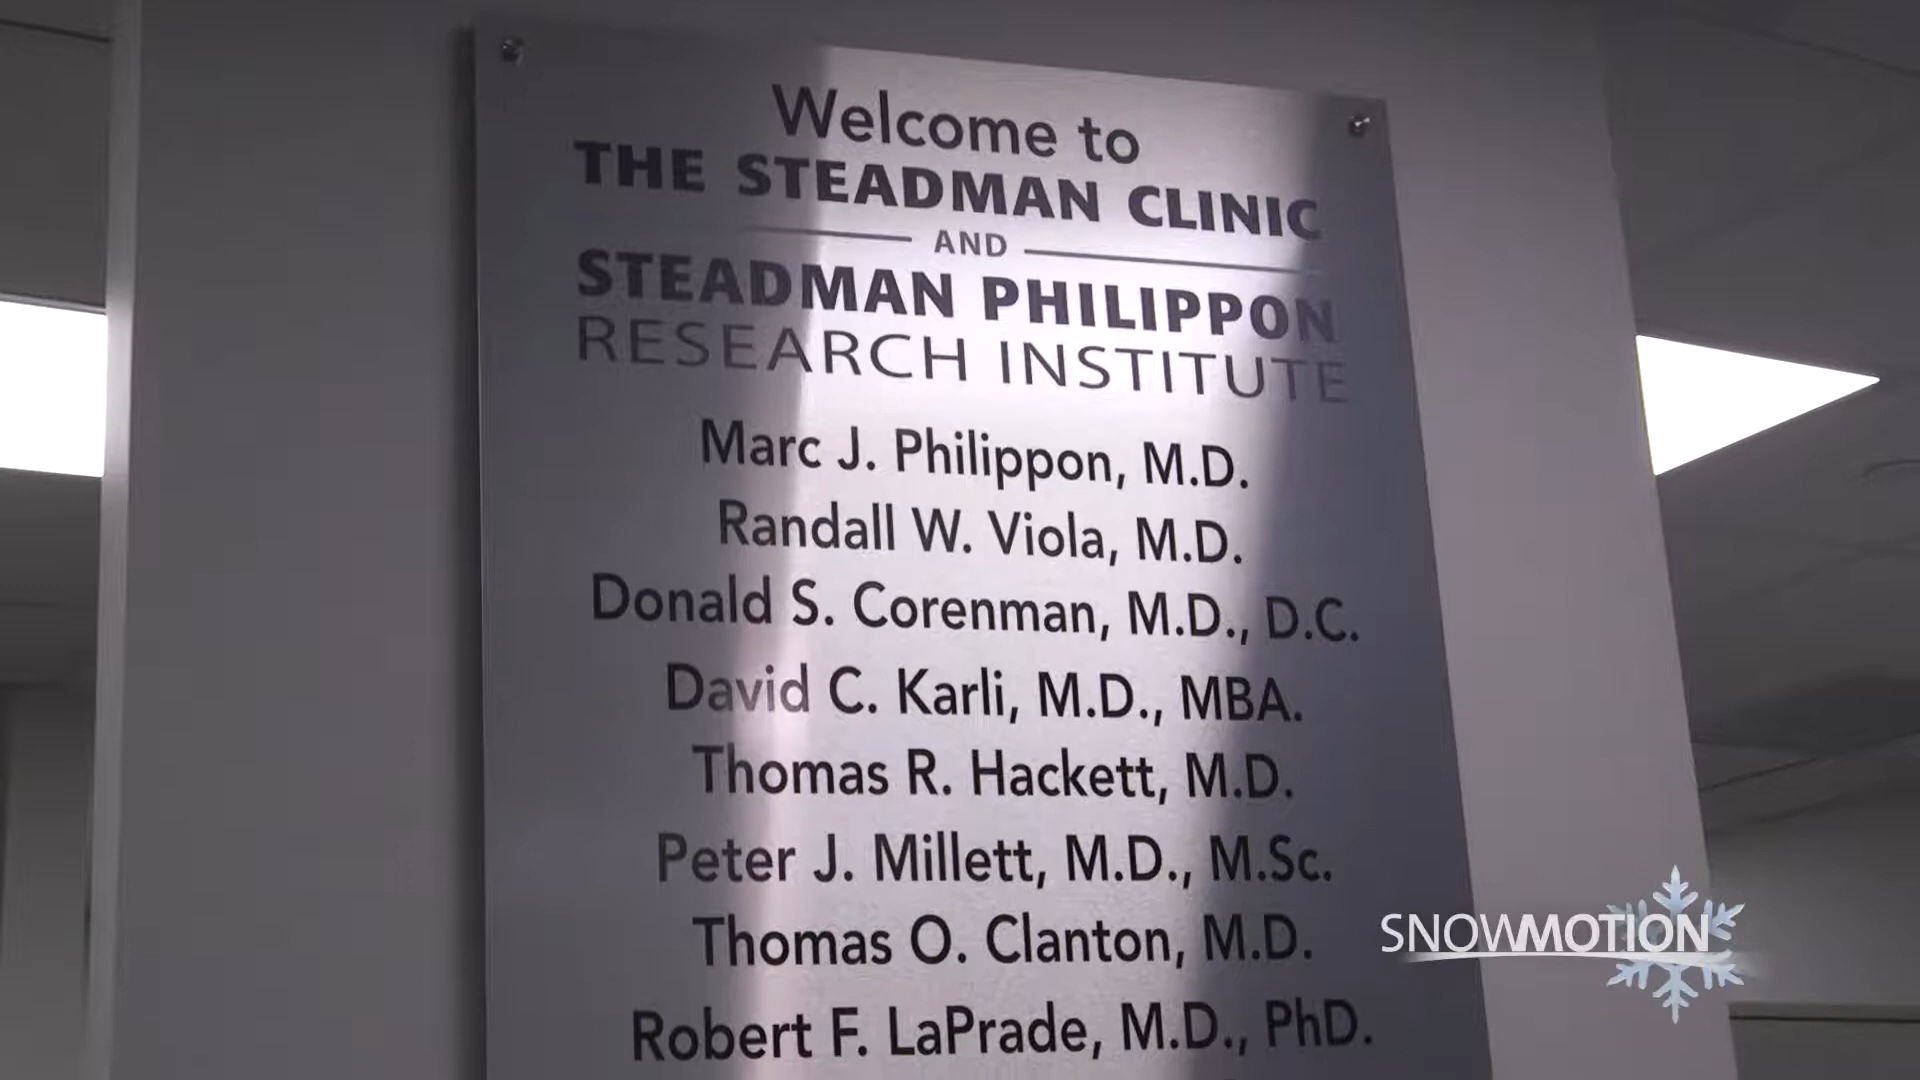 Welcome to
THE STEADMAN CLINIC
AND
STEADMAN PHILIPPON
RESEARCH INSTITUTE
Marc J. Philippon, M.D.
Randall W. Viola, M.D.
Donald S. Corenman, M.D., D.C.
David C. Karli, M.D., MBA.
Thomas R. Hackett, M.D.
Peter J. Millett, M.D., M.Sc.
Thomas O. Clanton, M.D.
Robert F. LaPrade, M.D., PhD.
SNOWMOTION